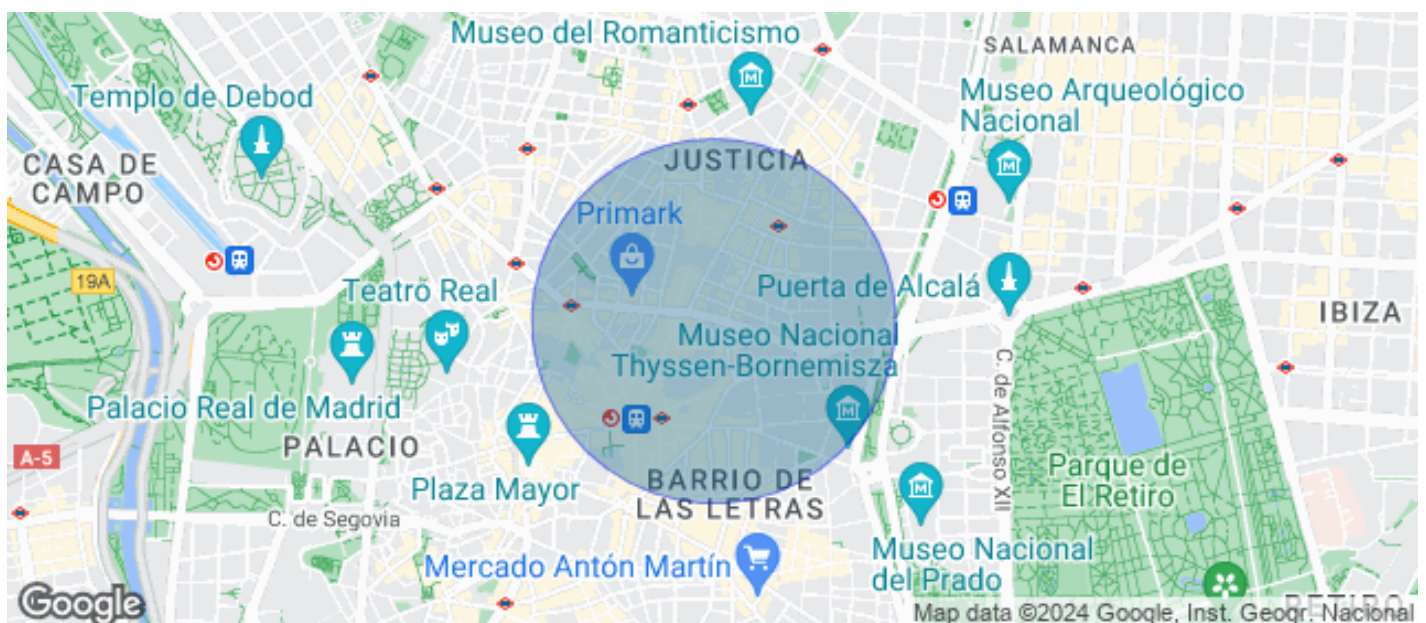 Museo del Romanticismo
SALAMANCA
Templo de Debod
Museo Arqueológico
Nacional
CASA DE
CAMPO
JUSTICIA
Primark
19A
Teatro Real
Puerta de Alcalá
IBIZA
Museo Nacional
Thyssen-Bornemisza
C. de Alfonso XII
Palacio Real de Madrid
PALACIO
A-5
Plaza Mayor
BARRIO DE
LAS LETRAS
Parque de
El Retiro
C. de Segovia
Museo Nacional
del Prado
Mercado Antón Martín
RETIRO
Google
Map data ©2024 Google, Inst. Geogr. Nacional